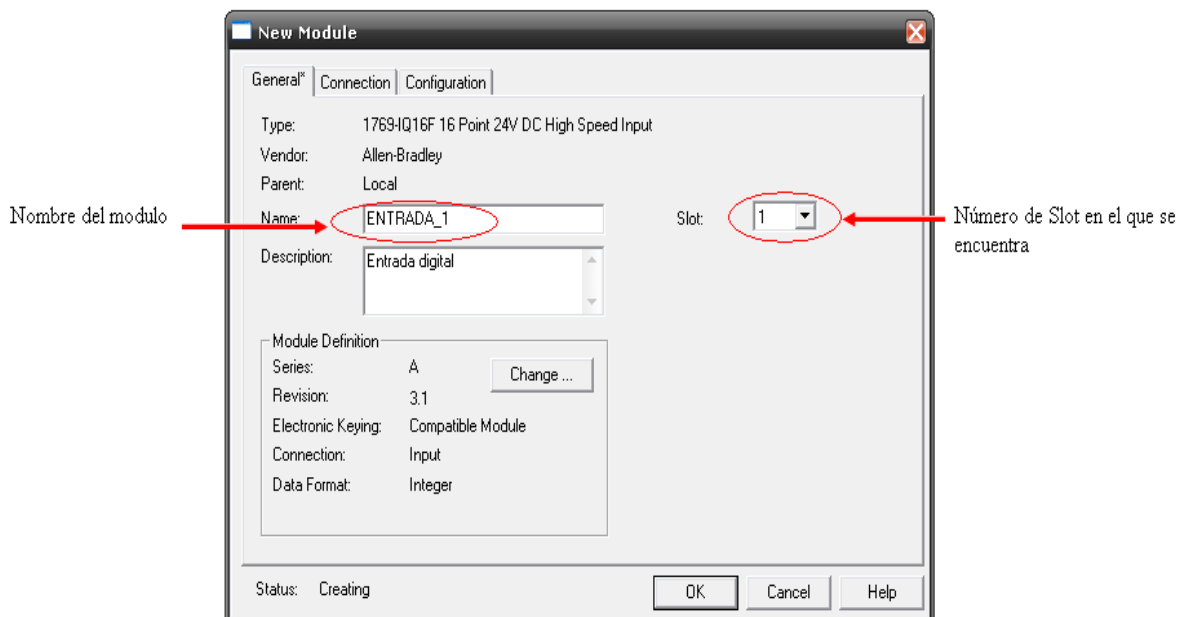 New Module
General* Connection Configuration
Type: 1769-IQ16F 16 Point 24V DC High Speed Input
Vendor: Allen-Bradley
Parent: Local
Nombre del modulo
Name: ENTRADA_1
Slot: 1
Número de Slot en el que se
encuentra
Description: Entrada digital
Module Definition
Series: A
Change ...
Revision: 3.1
Electronic Keying: Compatible Module
Connection: Input
Data Format: Integer
Status: Creating
OK Cancel Help